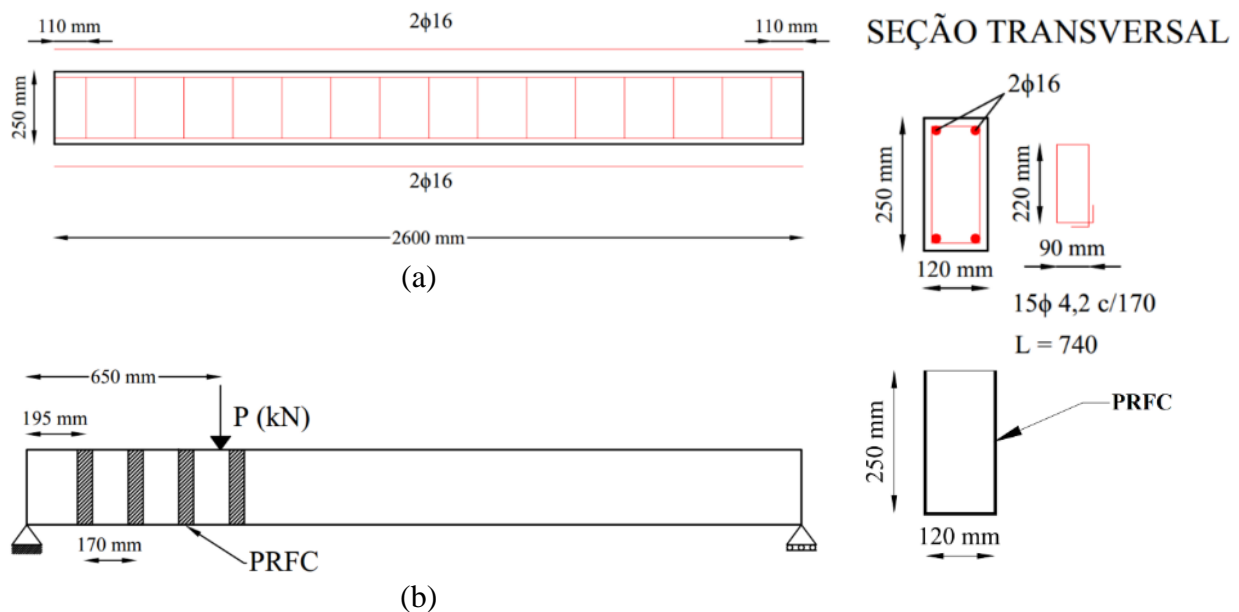 110 mm
2ϕ16
110 mm
250 mm
2ϕ16
2600 mm
(a)
SEÇÃO TRANSVERSAL
2ϕ16
250 mm
220 mm
120 mm
90 mm
15ϕ 4,2 c/170
L = 740
650 mm
195 mm
P (kN)
170 mm
PRFC
(b)
250 mm
PRFC
120 mm